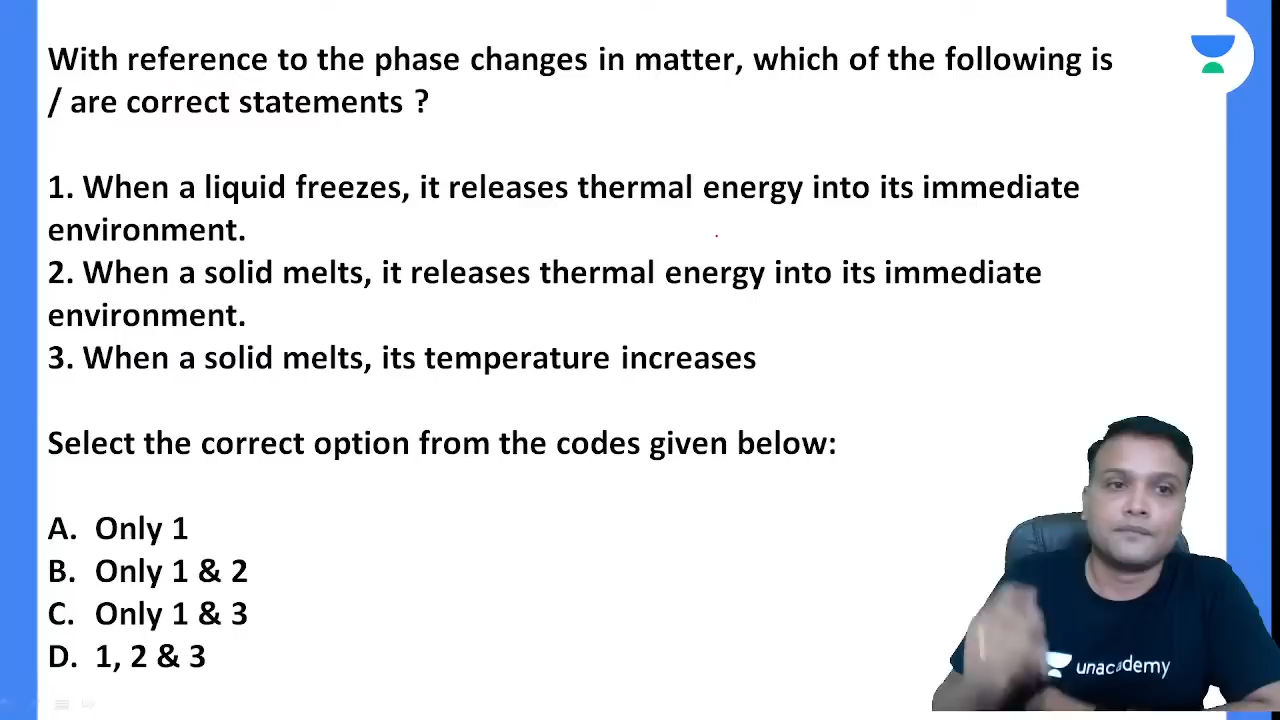 With reference to the phase changes in matter, which of the following is
/ are correct statements ?
1. When a liquid freezes, it releases thermal energy into its immediate
environment.
2. When a solid melts, it releases thermal energy into its immediate
environment.
3. When a solid melts, its temperature increases
Select the correct option from the codes given below:
A. Only 1
B. Only 1 & 2
C. Only 1 & 3
D. 1, 2 & 3
unacademy